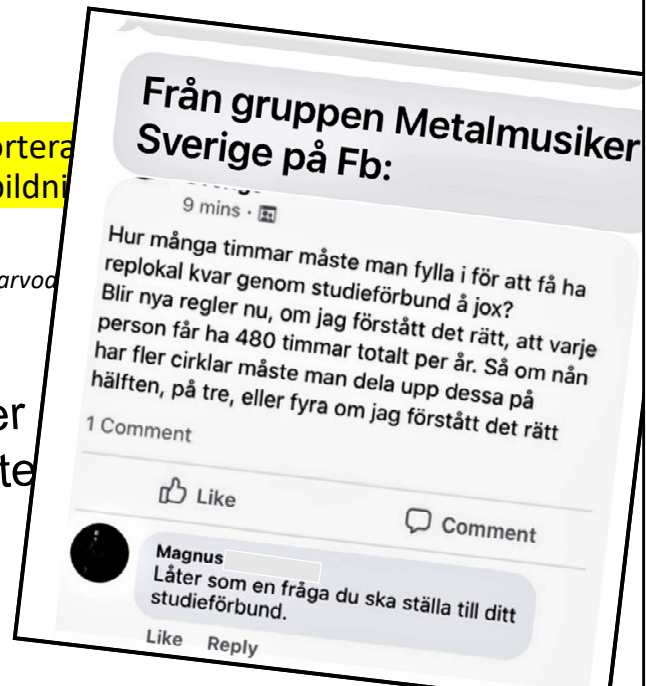 Från gruppen Metalmusiker
Sverige på Fb:
9 mins
Hur många timmar måste man fylla i för att få ha
replokal kvar genom studieförbund å jox?
Blir nya regler nu, om jag förstått det rätt, att varje
person får ha 480 timmar totalt per år. Så om nån
har fler cirklar måste man dela upp dessa på
hälften, på tre, eller fyra om jag förstått det rätt
1 Comment
Like Comment
Magnus
Låter som en fråga du ska ställa till ditt
studieförbund.
Like Reply